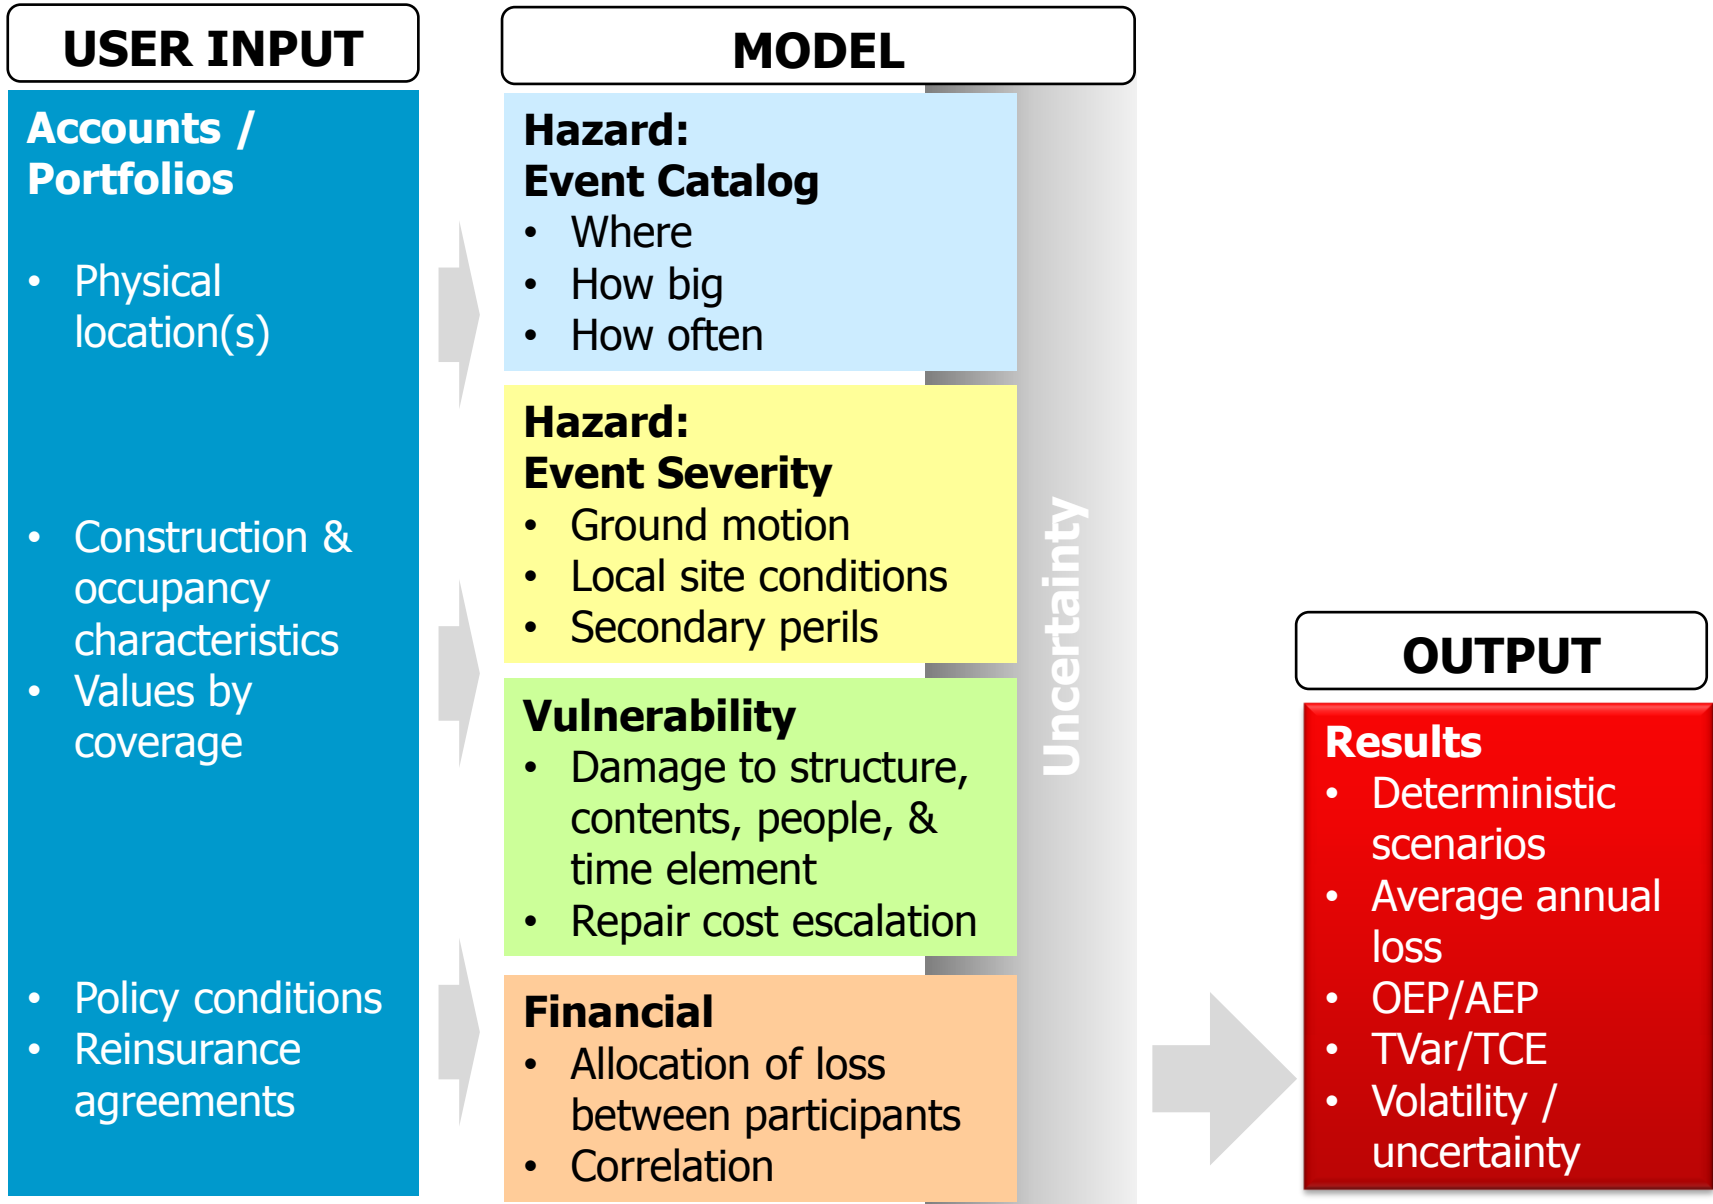 USER INPUT
Accounts /
Portfolios
• Physical
location(s)
• Construction &
occupancy
characteristics
• Values by
coverage
• Policy conditions
• Reinsurance
agreements
MODEL
Hazard:
Event Catalog
• Where
• How big
• How often
Hazard:
Event Severity
• Ground motion
• Local site conditions
• Secondary perils
Vulnerability
• Damage to structure,
contents, people, &
time element
• Repair cost escalation
Financial
• Allocation of loss
between participants
• Correlation
Uncertainty
OUTPUT
Results
• Deterministic
scenarios
• Average annual
loss
• OEP/AEP
• TVar/TCE
• Volatility /
uncertainty